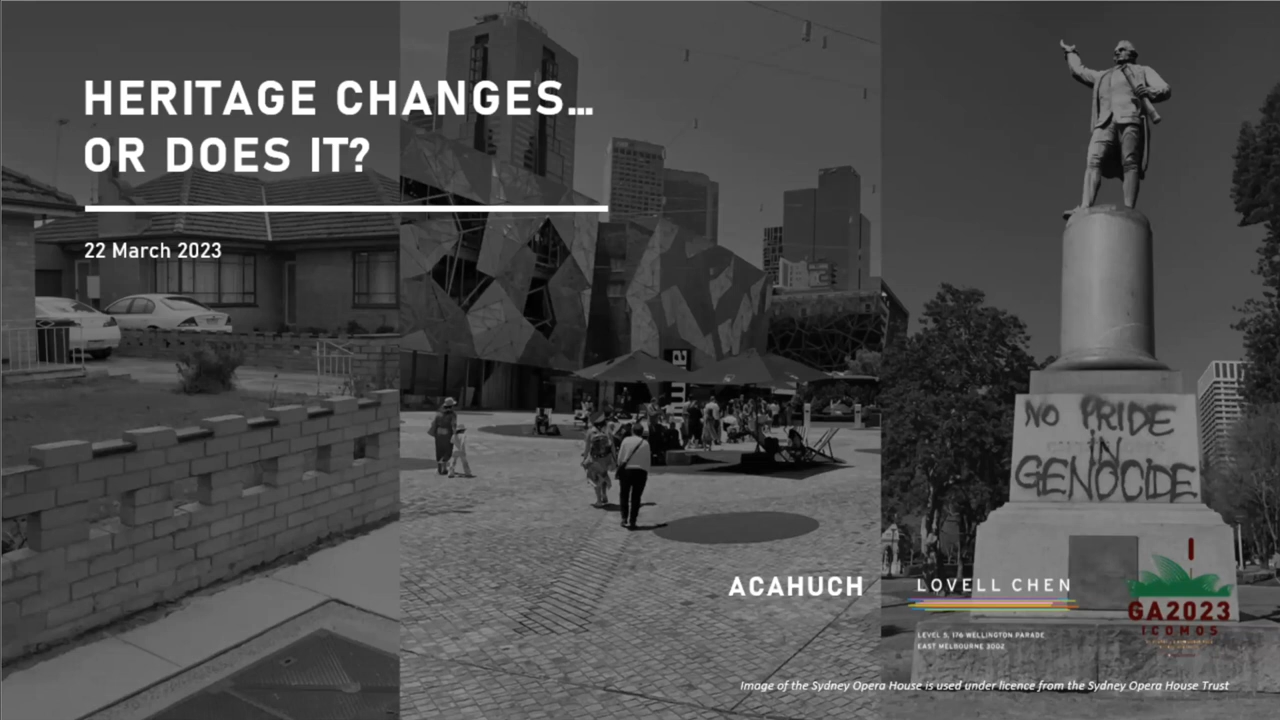 HERITAGE CHANGES...
OR DOES IT?
22 March 2023
NO PRIDE
IN
GENOCIDE
ACAHUCH
LOVELL CHEN
LEVEL 5, 176 WELLINGTON PARADE
EAST MELBOURNE 3002
GA2023
ICOMOS
Image of the Sydney Opera House is used under licence from the Sydney Opera House Trust